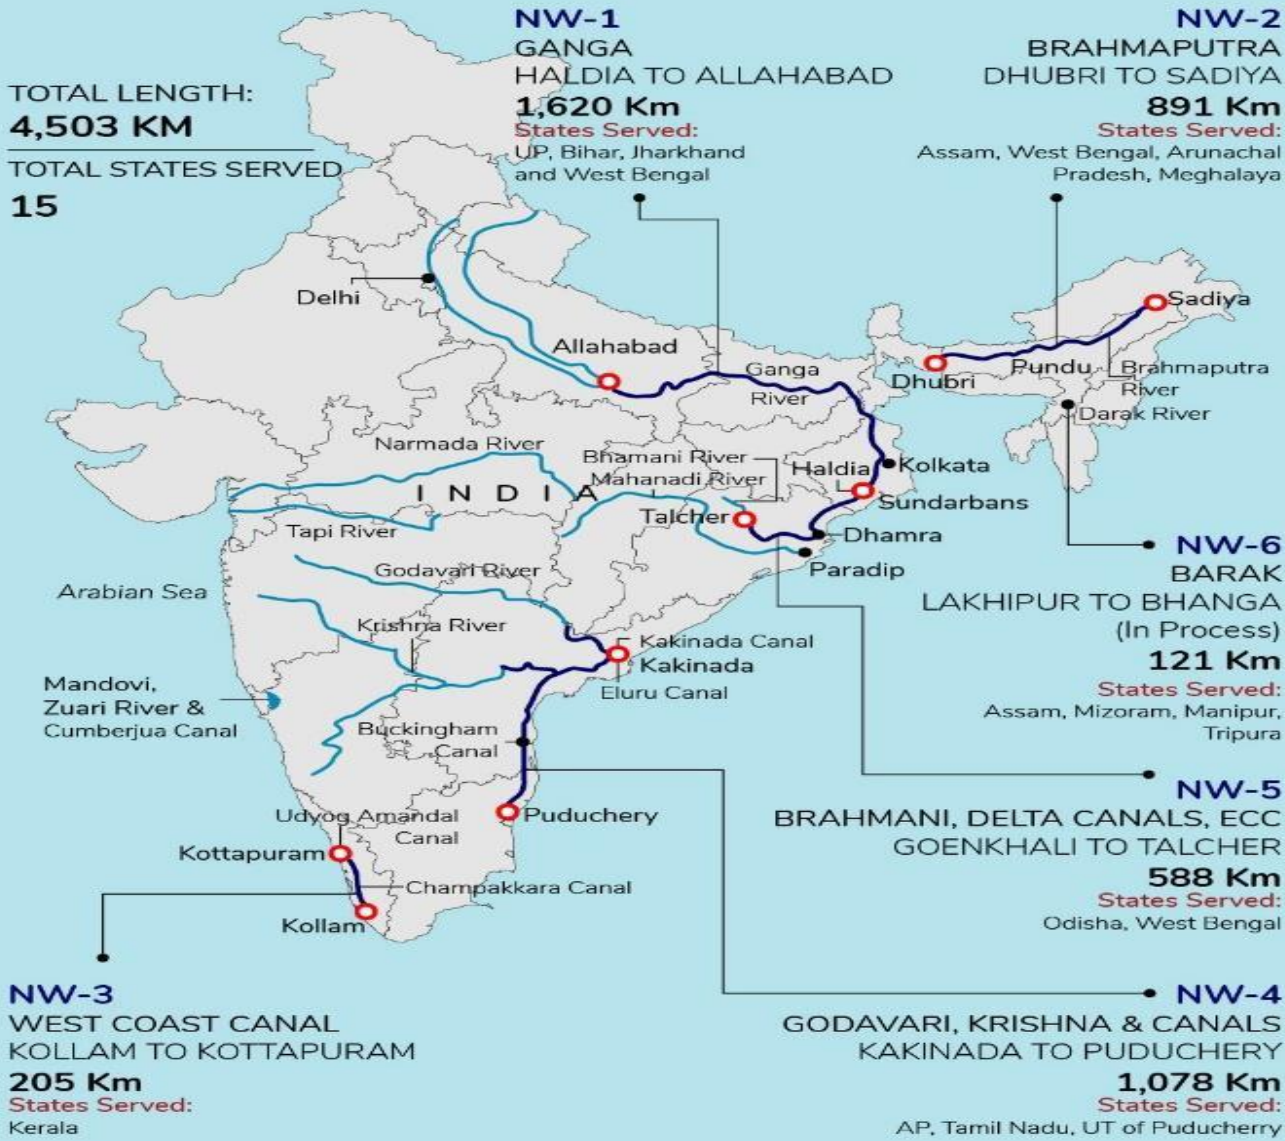 TOTAL LENGTH:
4,503 KM
TOTAL STATES SERVED
15
NW-1
GANGA
HALDIA TO ALLAHABAD
1,620 Km
States Served:
UP, Bihar, Jharkhand
and West Bengal
NW-2
BRAHMAPUTRA
DHUBRI TO SADIYA
891 Km
States Served:
Assam, West Bengal, Arunachal
Pradesh, Meghalaya
Delhi
Allahabad
Ganga
River
Sadiya
Dhubri
Pundu
Brahmaputra
River
Darak River
Narmada River
Bhamani River
Mahanadi River
Haldia
Kolkata
INDIA
Sundarbans
Tapi River
Talcher
Dhamra
Paradip
Godavari River
Arabian Sea
Krishna River
Kakinada Canal
Kakinada
Eluru Canal
Mandovi,
Zuari River &
Cumberjua Canal
Buckingham
Canal
Udyog Amandal
Canal
Puduchery
Kottapuram
Champakkara Canal
Kollam
NW-6
BARAK
LAKHIPUR TO BHANGA
(In Process)
121 Km
States Served:
Assam, Mizoram, Manipur,
Tripura
NW-5
BRAHMANI, DELTA CANALS, ECC
GOENKHALI TO TALCHER
588 Km
States Served:
Odisha, West Bengal
NW-3
WEST COAST CANAL
KOLLAM TO KOTTAPURAM
205 Km
States Served:
Kerala
NW-4
GODAVARI, KRISHNA & CANALS
KAKINADA TO PUDUCHERY
1,078 Km
States Served:
AP, Tamil Nadu, UT of Puducherry